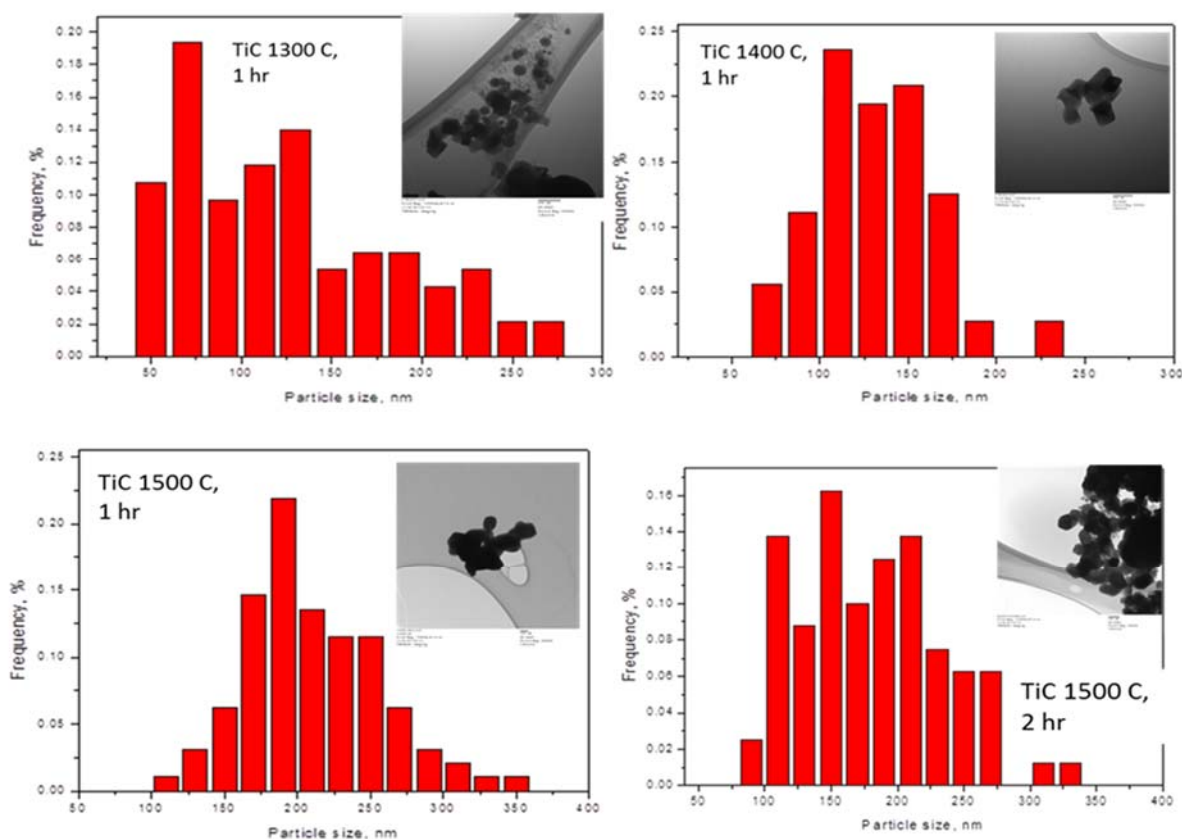 TiC 1300 C,
1 hr
Frequency, %
0.20
0.18
0.16
0.14
0.12
0.10
0.08
0.06
0.04
0.02
0.00
50 100 150 200 250 300
Particle size, nm
TiC 1400 C,
1 hr
Frequency, %
0.25
0.20
0.15
0.10
0.05
0.00
50 100 150 200 250 300
Particle size, nm
TiC 1500 C,
1 hr
Frequency, %
0.25
0.20
0.15
0.10
0.05
0.00
50 100 150 200 250 300 350 400
Particle size, nm
TiC 1500 C,
2 hr
Frequency, %
0.16
0.14
0.12
0.10
0.08
0.06
0.04
0.02
0.00
50 100 150 200 250 300 350 400
Particle size, nm